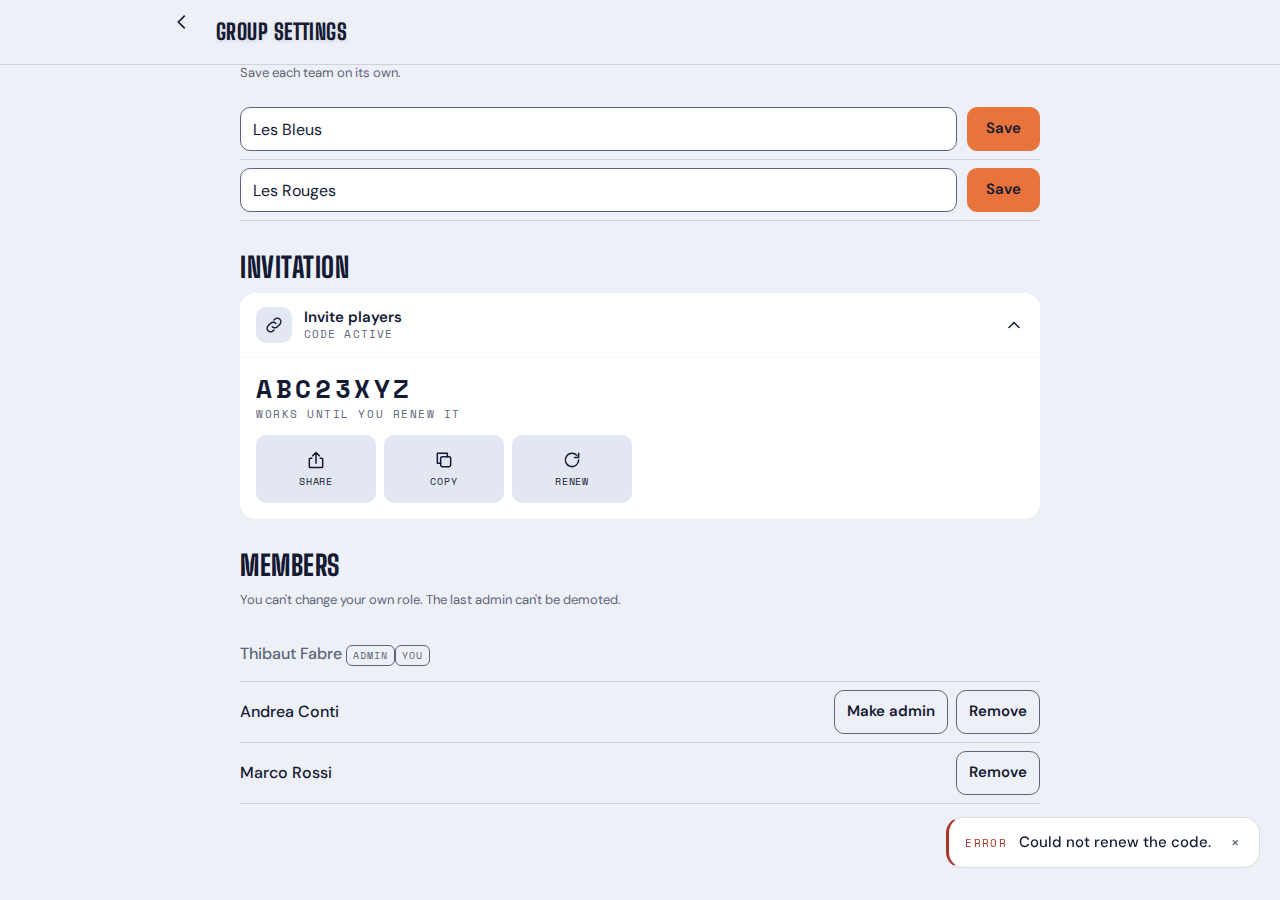 GROUP SETTINGS
Save each team on its own.
Les Bleus Save
Les Rouges Save
INVITATION
Invite players
CODE ACTIVE
ABC23XYZ
WORKS UNTIL YOU RENEW IT
SHARE COPY RENEW
MEMBERS
You can't change your own role. The last admin can't be demoted.
Thibaut Fabre ADMIN YOU
Andrea Conti Make admin Remove
Marco Rossi Remove
ERROR Could not renew the code. ×